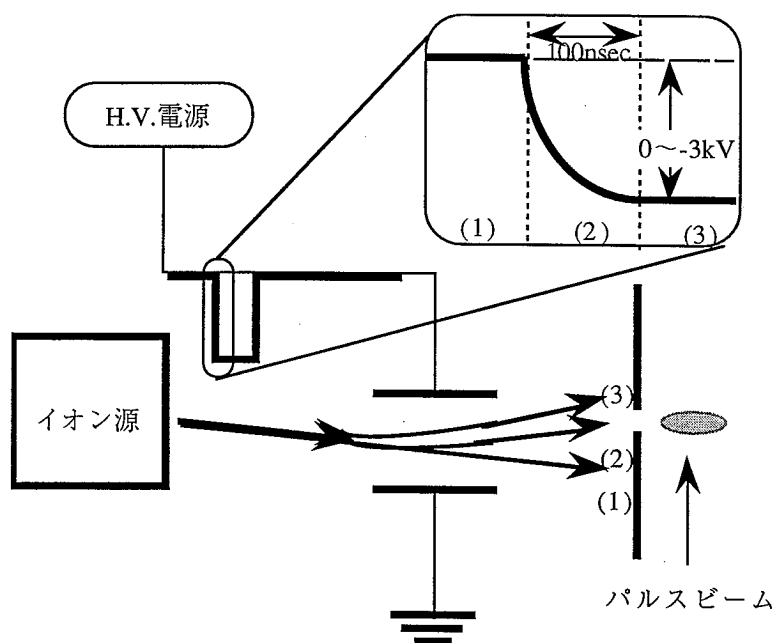 100nsec
H.V.電源
0～-3kV
(1)
(2)
(3)
イオン源
(3)
(2)
(1)
パルスビーム